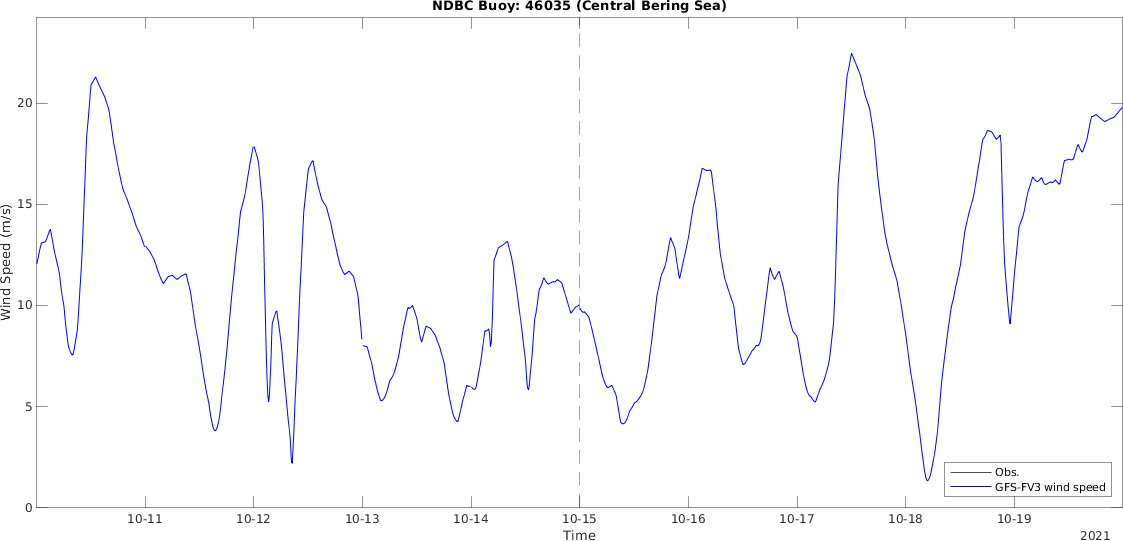 NDBC Buoy: 46035 (Central Bering Sea)
20
15
10
5
0
Wind Speed (m/s)
10-11 10-12 10-13 10-14 10-15 10-16 10-17 10-18 10-19
Time
2021
Obs.
GFS-FV3 wind speed